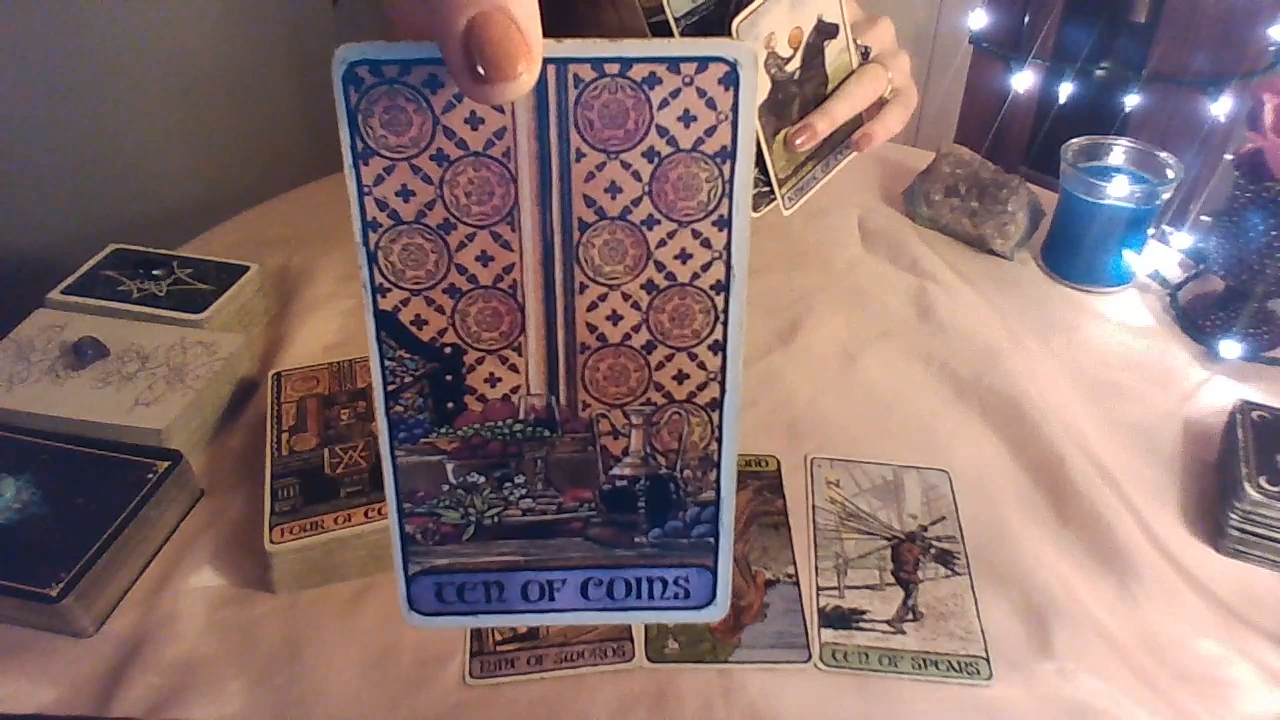 TEN OF COINS
FOUR OF CO
NINE OF SWORDS
TEN OF SPEARS